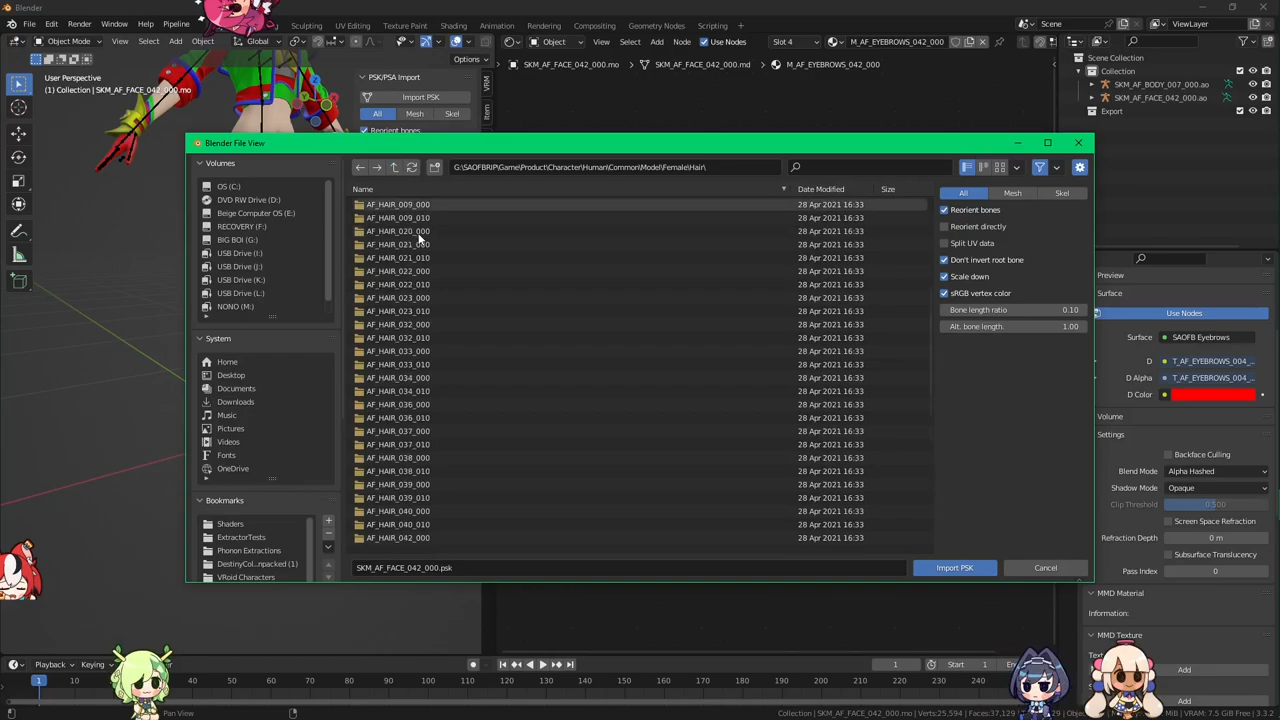 Blender
File Edit Render Window Help Pipeline Sculpting UV Editing Texture Paint Shading Animation Rendering Compositing Geometry Nodes Scripting Scene ViewLayer
Object Mode View Select Add Object Global Object View Select Add Node Use Nodes Slot 4 M_AF_EYEBROWS_042_000
Options
User Perspective
(1) Collection | SKM_AF_FACE_042_000.mo
PSK/PSA Import
Import PSK
All Mesh Skel
Reorient bones
VRM
Item
SKM_AF_FACE_042_000.mo SKM_AF_FACE_042_000.md M_AF_EYEBROWS_042_000
Scene Collection
Collection
SKM_AF_BODY_007_000.ao
SKM_AF_FACE_042_000.ao
Export
Blender File View
Volumes
OS (C:)
DVD RW Drive (D:)
Beige Computer OS (E:)
RECOVERY (F:)
BIG BOI (G:)
USB Drive (I:)
USB Drive (J:)
USB Drive (K:)
USB Drive (L:)
NONO (M:)
System
Home
Desktop
Documents
Downloads
Music
Pictures
Videos
Fonts
OneDrive
Bookmarks
Shaders
ExtractorTests
Phonon Extractions
DestinyCol...npacked (1)
VRoid Characters
G:\SAOFBRIP\Game\Product\Character\Human\Common\Model\Female\Hair\
Name Date Modified Size
AF_HAIR_009_000 28 Apr 2021 16:33
AF_HAIR_009_010 28 Apr 2021 16:33
AF_HAIR_020_000 28 Apr 2021 16:33
28 Apr 2021 16:33
AF_HAIR_021_010 28 Apr 2021 16:33
AF_HAIR_022_000 28 Apr 2021 16:33
AF_HAIR_022_010 28 Apr 2021 16:33
AF_HAIR_023_000 28 Apr 2021 16:33
AF_HAIR_023_010 28 Apr 2021 16:33
AF_HAIR_032_000 28 Apr 2021 16:33
AF_HAIR_032_010 28 Apr 2021 16:33
AF_HAIR_033_000 28 Apr 2021 16:33
AF_HAIR_033_010 28 Apr 2021 16:33
AF_HAIR_034_000 28 Apr 2021 16:33
AF_HAIR_034_010 28 Apr 2021 16:33
AF_HAIR_036_000 28 Apr 2021 16:33
AF_HAIR_036_010 28 Apr 2021 16:33
AF_HAIR_037_000 28 Apr 2021 16:33
AF_HAIR_037_010 28 Apr 2021 16:33
AF_HAIR_038_000 28 Apr 2021 16:33
AF_HAIR_038_010 28 Apr 2021 16:33
AF_HAIR_039_000 28 Apr 2021 16:33
AF_HAIR_039_010 28 Apr 2021 16:33
AF_HAIR_040_000 28 Apr 2021 16:33
AF_HAIR_040_010 28 Apr 2021 16:33
AF_HAIR_042_000 28 Apr 2021 16:33
SKM_AF_FACE_042_000.psk Import PSK Cancel
All Mesh Skel
Reorient bones
Reorient directly
Split UV data
Don't invert root bone
Scale down
sRGB vertex color
Bone length ratio 0.10
Alt. bone length. 1.00
Preview
Surface
Use Nodes
Surface SAOFB Eyebrows
D T_AF_EYEBROWS_004_...
D Alpha T_AF_EYEBROWS_004_...
D Color
Volume
Settings
Backface Culling
Blend Mode Alpha Hashed
Shadow Mode Opaque
Clip Threshold 0.500
Screen Space Refraction
Refraction Depth 0 m
Subsurface Translucency
Pass Index 0
MMD Material
Information:
MMD Texture
Add
Add
Playback Keying View 1 Start 1
1 10 20 30 40 50 60 70 80 90 100 110 120 130 140 150 160 170 180 190 200 210 220 240
Pan View
Collection | SKM_AF_FACE_042_000.mo | Verts:25,594 | Faces:37,129 VRAM: 7.5 GiB Free | 3.3.2